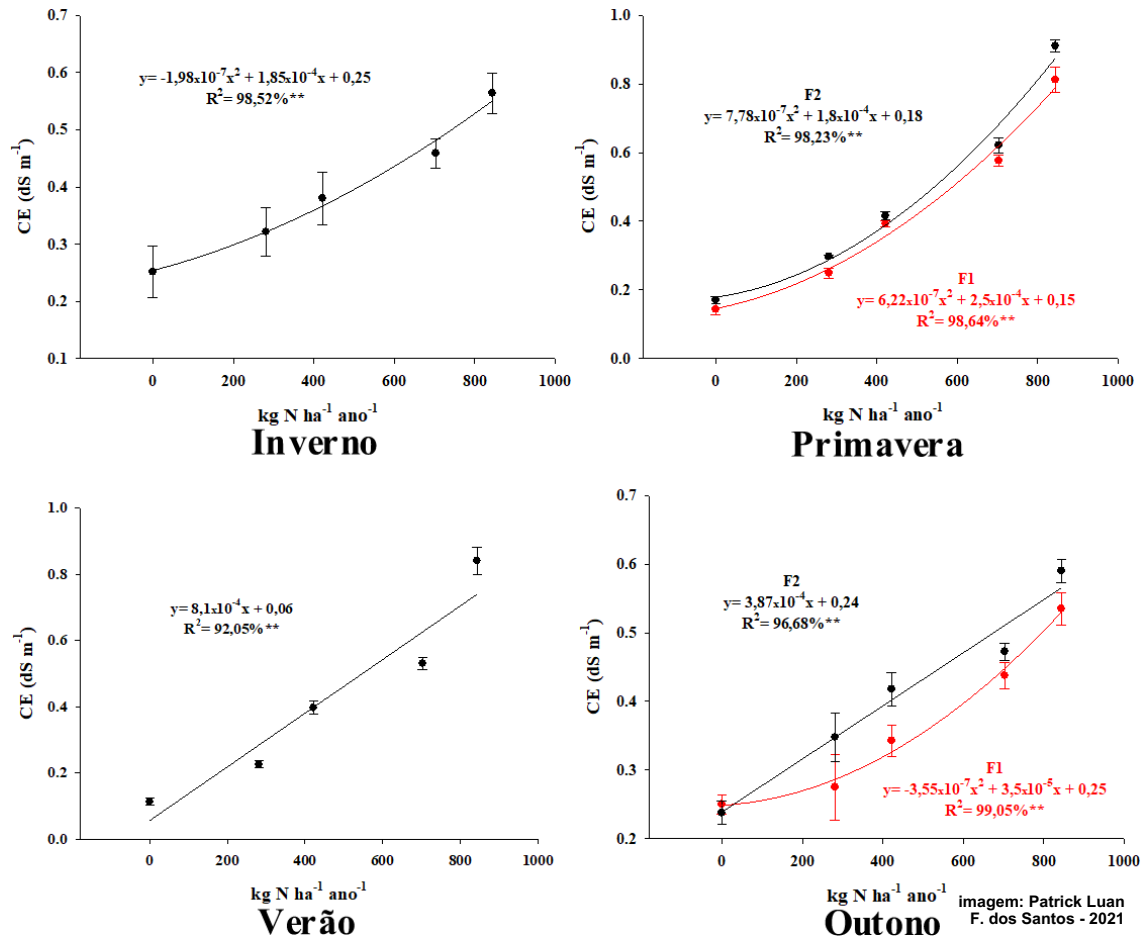 0.7
0.6
0.5
0.4
0.3
0.2
0.1
CE (dS m⁻¹)
y= -1,98x10⁻⁷x² + 1,85x10⁻⁴x + 0,25
R²= 98,52%**
0 200 400 600 800 1000
kg N ha⁻¹ ano⁻¹
Inverno
1.0
0.8
0.6
0.4
0.2
0.0
CE (dS m⁻¹)
F2
y= 7,78x10⁻⁷x² + 1,8x10⁻⁴x + 0,18
R²= 98,23%**
F1
y= 6,22x10⁻⁷x² + 2,5x10⁻⁴x + 0,15
R²= 98,64%**
0 200 400 600 800 1000
kg N ha⁻¹ ano⁻¹
Primavera
1.0
0.8
0.6
0.4
0.2
0.0
CE (dS m⁻¹)
y= 8,1x10⁻⁴x + 0,06
R²= 92,05%**
0 200 400 600 800 1000
kg N ha⁻¹ ano⁻¹
Verão
0.7
0.6
0.5
0.4
0.3
0.2
CE (dS m⁻¹)
F2
y= 3,87x10⁻⁴x + 0,24
R²= 96,68%**
F1
y= -3,55x10⁻⁷x² + 3,5x10⁻⁵x + 0,25
R²= 99,05%**
0 200 400 600 800 1000
kg N ha⁻¹ ano⁻¹
Outono
imagem: Patrick Luan
F. dos Santos - 2021